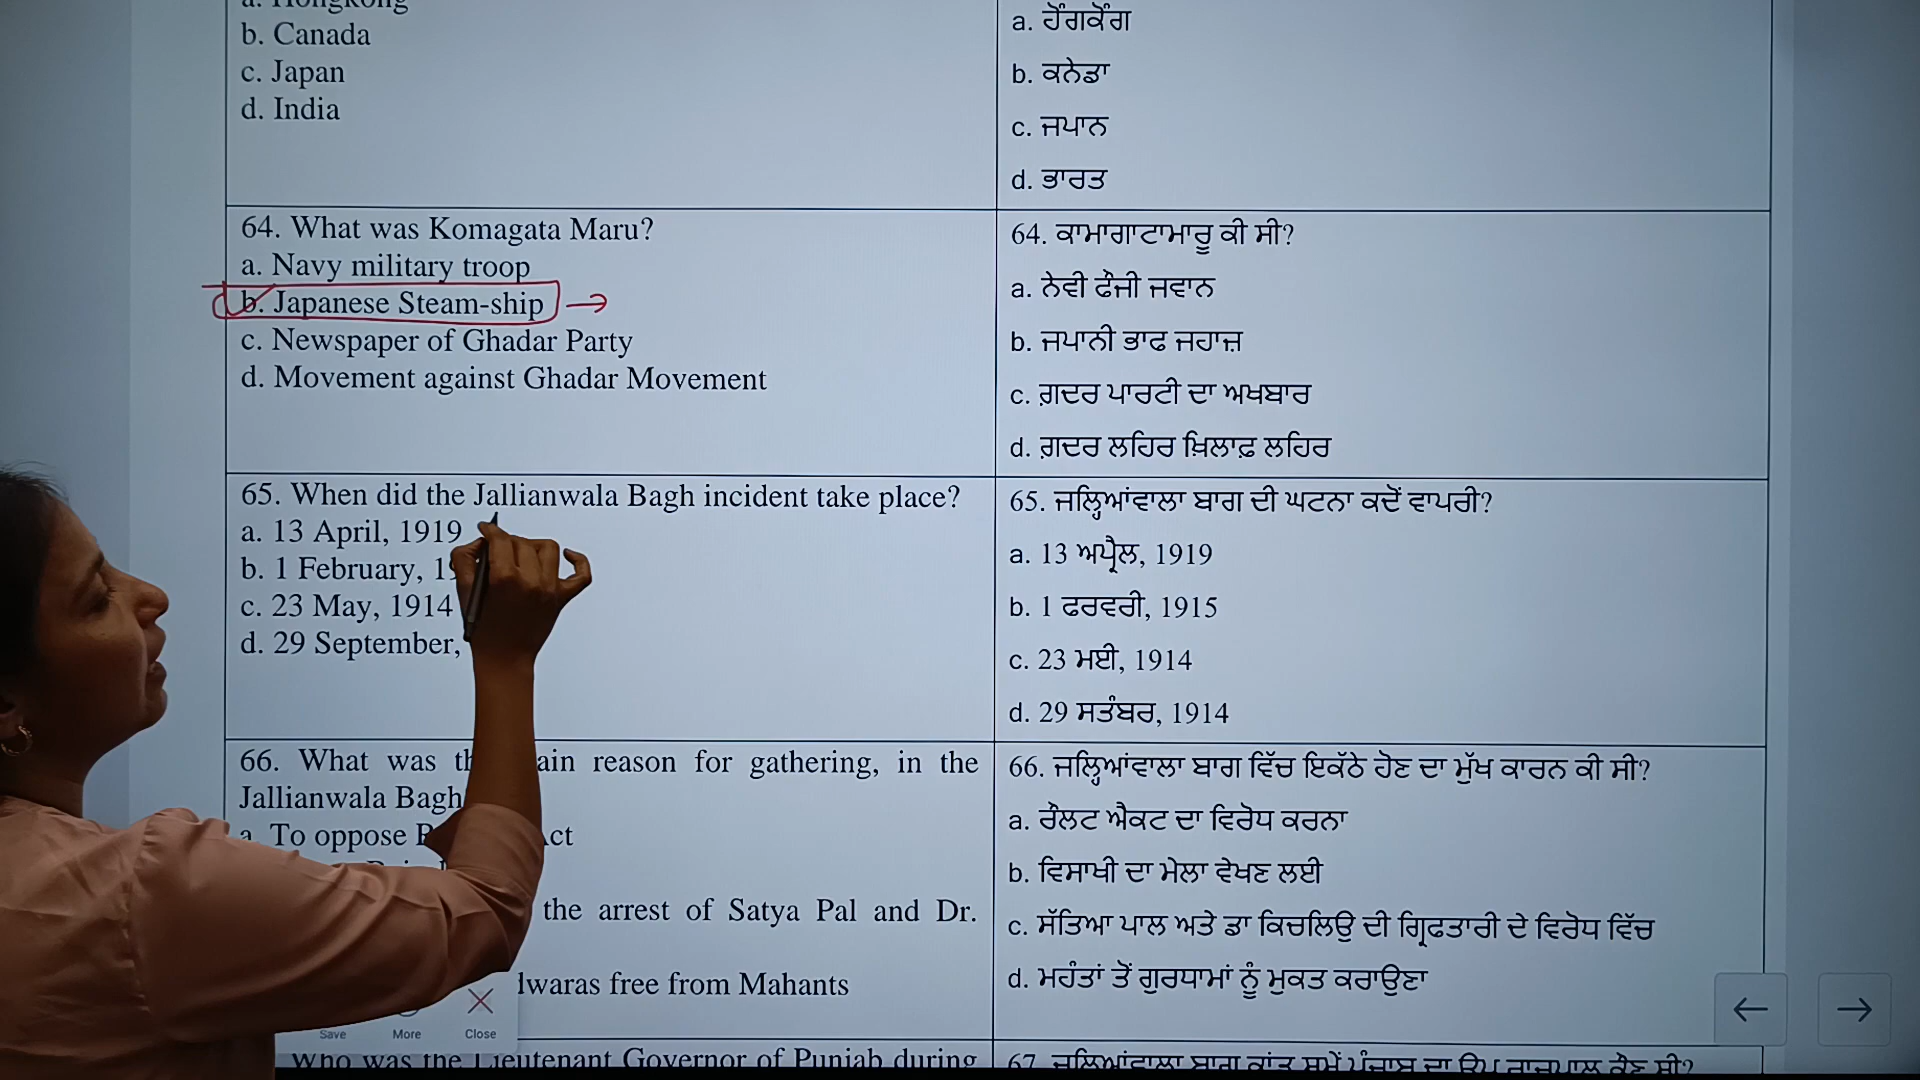 b. Canada
c. Japan
d. India
a. ਹੋਂਗਕੋਂਗ
b. ਕਨੇਡਾ
c. ਜਪਾਨ
d. ਭਾਰਤ
64. What was Komagata Maru?
a. Navy military troop
b. Japanese Steam-ship
c. Newspaper of Ghadar Party
d. Movement against Ghadar Movement
64. ਕਾਮਾਗਾਟਾਮਾਰੂ ਕੀ ਸੀ?
a. ਨੇਵੀ ਫੌਜੀ ਜਵਾਨ
b. ਜਪਾਨੀ ਭਾਫ ਜਹਾਜ਼
c. ਗ਼ਦਰ ਪਾਰਟੀ ਦਾ ਅਖਬਾਰ
d. ਗ਼ਦਰ ਲਹਿਰ ਖ਼ਿਲਾਫ਼ ਲਹਿਰ
65. When did the Jallianwala Bagh incident take place?
a. 13 April, 1919
b. 1 February,
c. 23 May, 1914
d. 29 September,
65. ਜਲ੍ਹਿਆਂਵਾਲਾ ਬਾਗ ਦੀ ਘਟਨਾ ਕਦੋਂ ਵਾਪਰੀ?
a. 13 ਅਪ੍ਰੈਲ, 1919
b. 1 ਫਰਵਰੀ, 1915
c. 23 ਮਈ, 1914
d. 29 ਸਤੰਬਰ, 1914
66. What was reason for gathering, in the
Jallianwala Bagh
a. To oppose
the arrest of Satya Pal and Dr.
free from Mahants
66. ਜਲ੍ਹਿਆਂਵਾਲਾ ਬਾਗ ਵਿੱਚ ਇਕੱਠੇ ਹੋਣ ਦਾ ਮੁੱਖ ਕਾਰਨ ਕੀ ਸੀ?
a. ਰੌਲਟ ਐਕਟ ਦਾ ਵਿਰੋਧ ਕਰਨਾ
b. ਵਿਸਾਖੀ ਦਾ ਮੇਲਾ ਵੇਖਣ ਲਈ
c. ਸੱਤਿਆ ਪਾਲ ਅਤੇ ਡਾ ਕਿਚਲਿਉ ਦੀ ਗ੍ਰਿਫਤਾਰੀ ਦੇ ਵਿਰੋਧ ਵਿੱਚ
d. ਮਹੰਤਾਂ ਤੋਂ ਗੁਰਧਾਮਾਂ ਨੂੰ ਮੁਕਤ ਕਰਾਉਣਾ
Save More Close
Who was the Lieutenant Governor of Punjab during
67. ਬਾਗ ਕਾਂਡ ਸਮੇਂ ਪੰਜਾਬ ਦਾ ਉਪ ਰਾਜਪਾਲ ਕੌਣ ਸੀ?